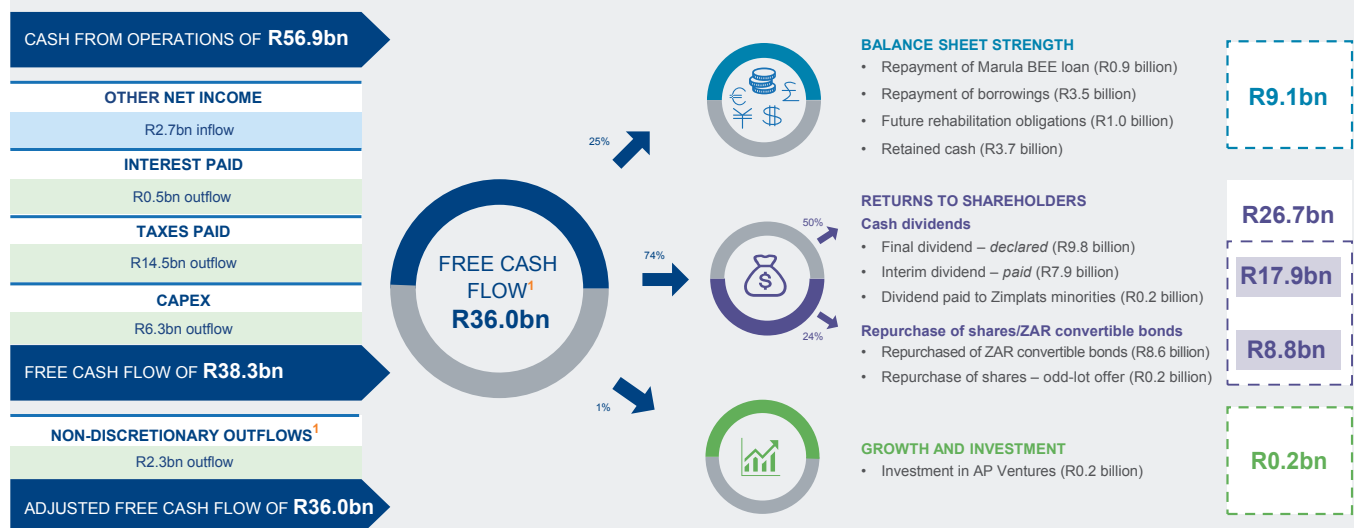 CASH FROM OPERATIONS OF R56.9bn
OTHER NET INCOME
R2.7bn inflow
INTEREST PAID
R0.5bn outflow
TAXES PAID
R14.5bn outflow
CAPEX
R6.3bn outflow
FREE CASH FLOW OF R38.3bn
NON-DISCRETIONARY OUTFLOWS1
R2.3bn outflow
ADJUSTED FREE CASH FLOW OF R36.0bn
FREE CASH
FLOW1
R36.0bn
25%
74%
1%
€
£
¥
$
BALANCE SHEET STRENGTH
• Repayment of Marula BEE loan (R0.9 billion)
• Repayment of borrowings (R3.5 billion)
• Future rehabilitation obligations (R1.0 billion)
• Retained cash (R3.7 billion)
R9.1bn
$
50%
24%
RETURNS TO SHAREHOLDERS
Cash dividends
• Final dividend – declared (R9.8 billion)
• Interim dividend – paid (R7.9 billion)
• Dividend paid to Zimplats minorities (R0.2 billion)
Repurchase of shares/ZAR convertible bonds
• Repurchased of ZAR convertible bonds (R8.6 billion)
• Repurchase of shares – odd-lot offer (R0.2 billion)
R26.7bn
R17.9bn
R8.8bn
GROWTH AND INVESTMENT
• Investment in AP Ventures (R0.2 billion)
R0.2bn